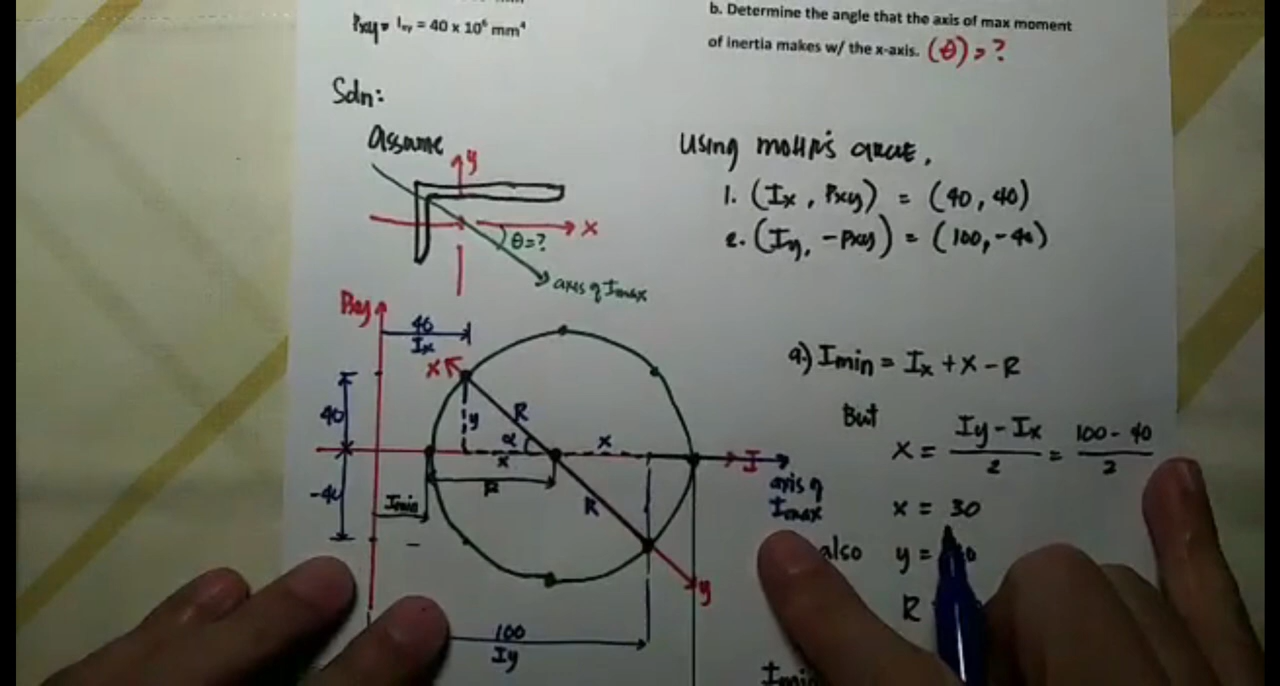 Pxy = Ixy = 40 x 10⁶ mm⁴
b. Determine the angle that the axis of max moment
of inertia makes w/ the x-axis. (θ) = ?
Soln:
Assume
y
x
θ=?
axis of Imax
Using MOHR's circle,
1. (Ix, Pxy) = (40, 40)
2. (Iy, -Pxy) = (100, -40)
Pxy
40
Ix
x
40
y
R
α
x
x
I
axis of
Imax
R
-40
Imin
R
y
100
Iy
a.) Imin = Ix + x - R
But
x = Iy - Ix / 2 = 100 - 40 / 2
x = 30
also y =
R
Imin